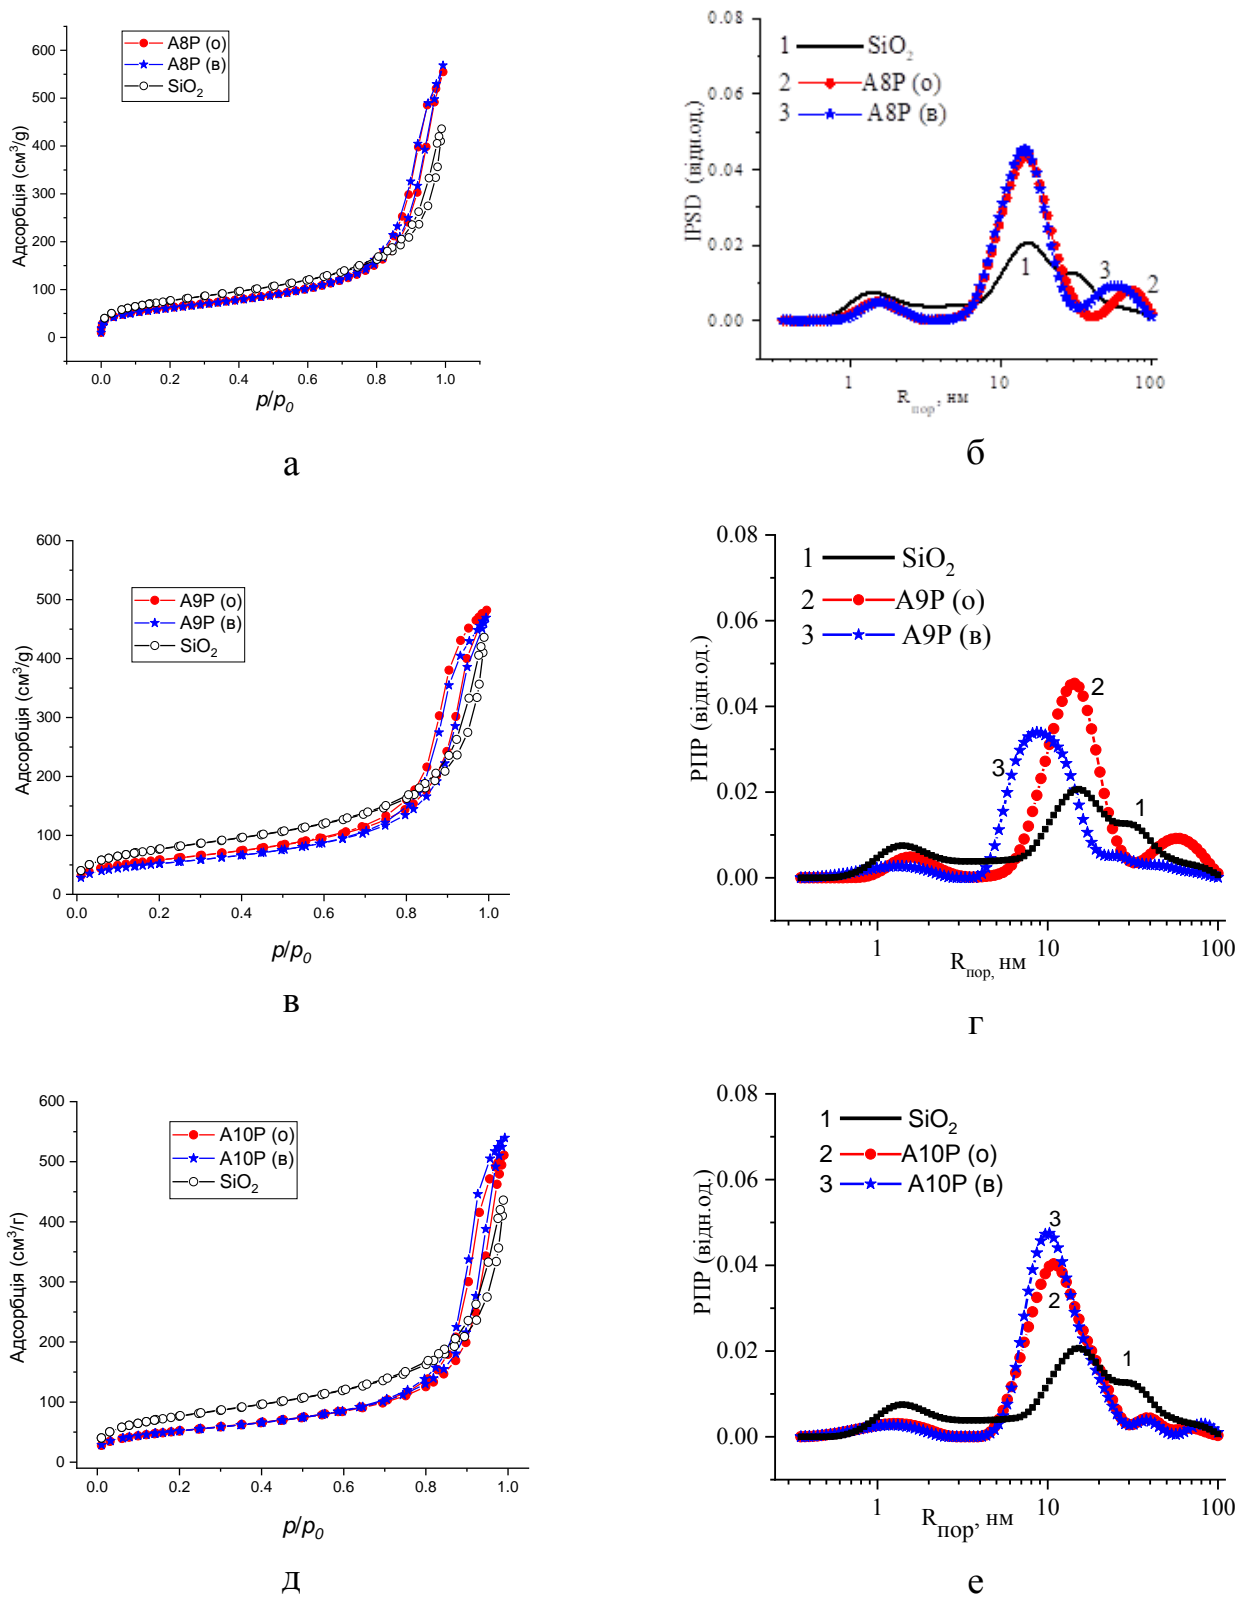 A8P (о)
A8P (в)
SiO2
Адсорбція (см3/g)
600
500
400
300
200
100
0
0.0 0.2 0.4 0.6 0.8 1.0
p/p0
а
1 SiO2
2 A8P (о)
3 A8P (в)
IPSD (відн.од.)
0.08
0.06
0.04
0.02
0.00
1
3
2
1 10 100
Rпор, нм
б
A9P (о)
A9P (в)
SiO2
Адсорбція (см3/g)
600
500
400
300
200
100
0
0.0 0.2 0.4 0.6 0.8 1.0
p/p0
в
1 SiO2
2 A9P (о)
3 A9P (в)
РПР (відн.од.)
0.08
0.06
0.04
0.02
0.00
2
3
1
1 10 100
Rпор, нм
г
A10P (о)
A10P (в)
SiO2
Адсорбція (см3/г)
600
500
400
300
200
100
0
0.0 0.2 0.4 0.6 0.8 1.0
p/p0
д
1 SiO2
2 A10P (о)
3 A10P (в)
РПР (відн.од.)
0.08
0.06
0.04
0.02
0.00
3
2
1
1 10 100
Rпор, нм
е